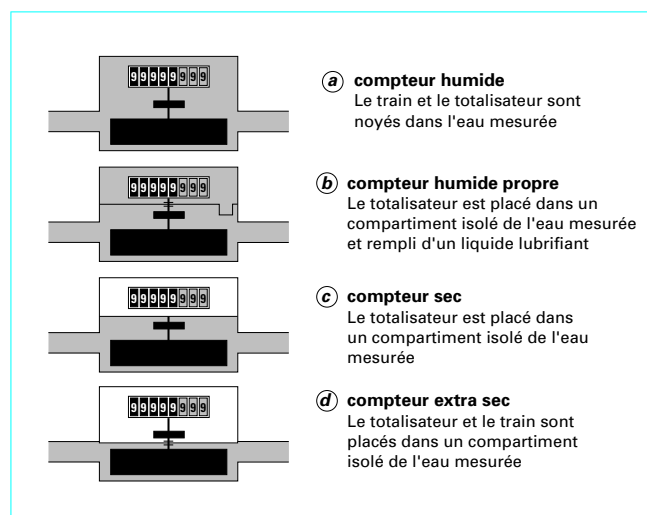 99999999
a compteur humide
Le train et le totalisateur sont
noyés dans l'eau mesurée
99999999
b compteur humide propre
Le totalisateur est placé dans un
compartiment isolé de l'eau mesurée
et rempli d'un liquide lubrifiant
99999999
c compteur sec
Le totalisateur est placé dans
un compartiment isolé de l'eau
mesurée
99999999
d compteur extra sec
Le totalisateur et le train sont
placés dans un compartiment
isolé de l'eau mesurée